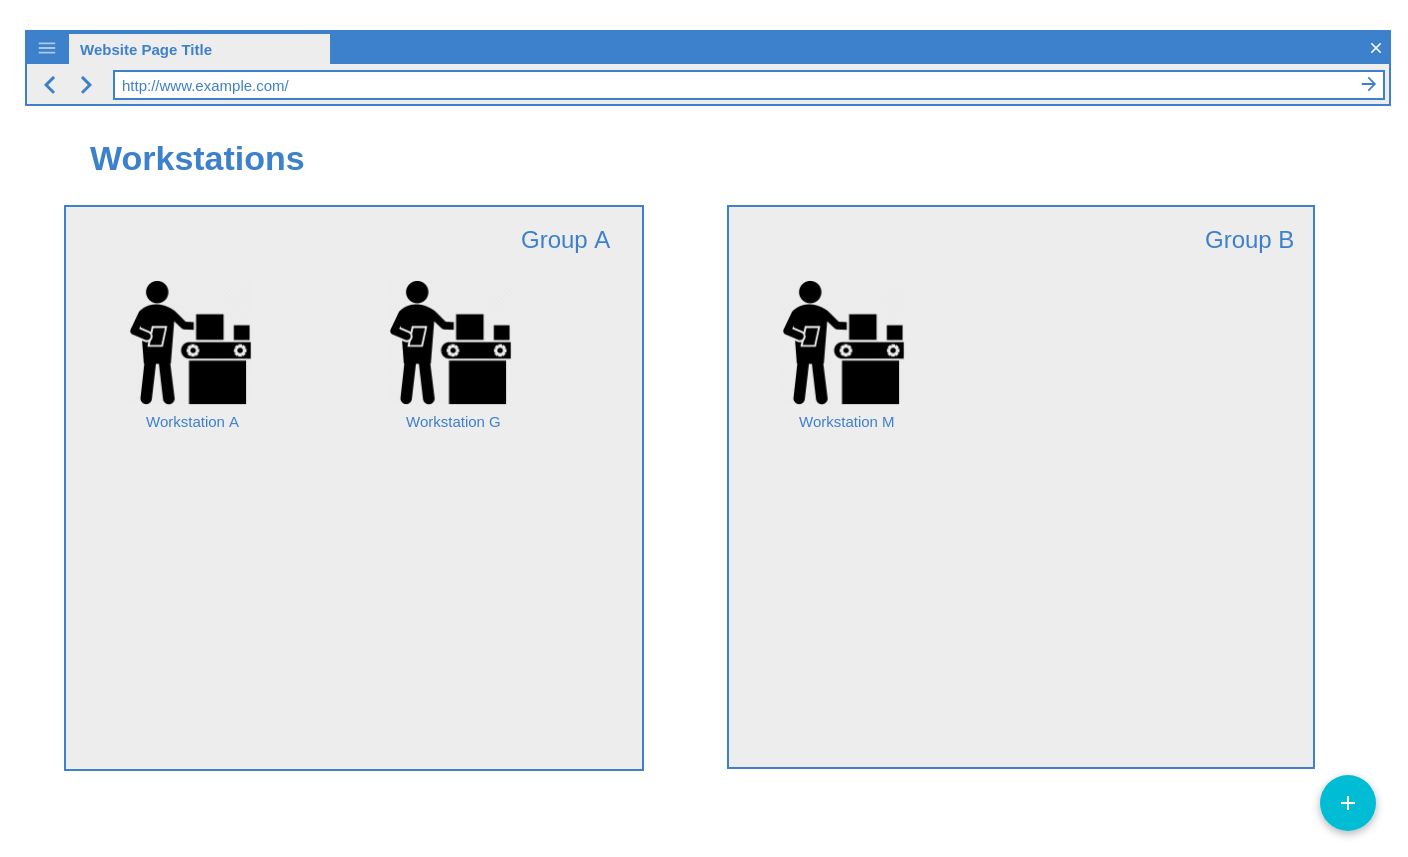 Website Page Title
http://www.example.com/
Workstations
Group A
Workstation A
Workstation G
Group B
Workstation M